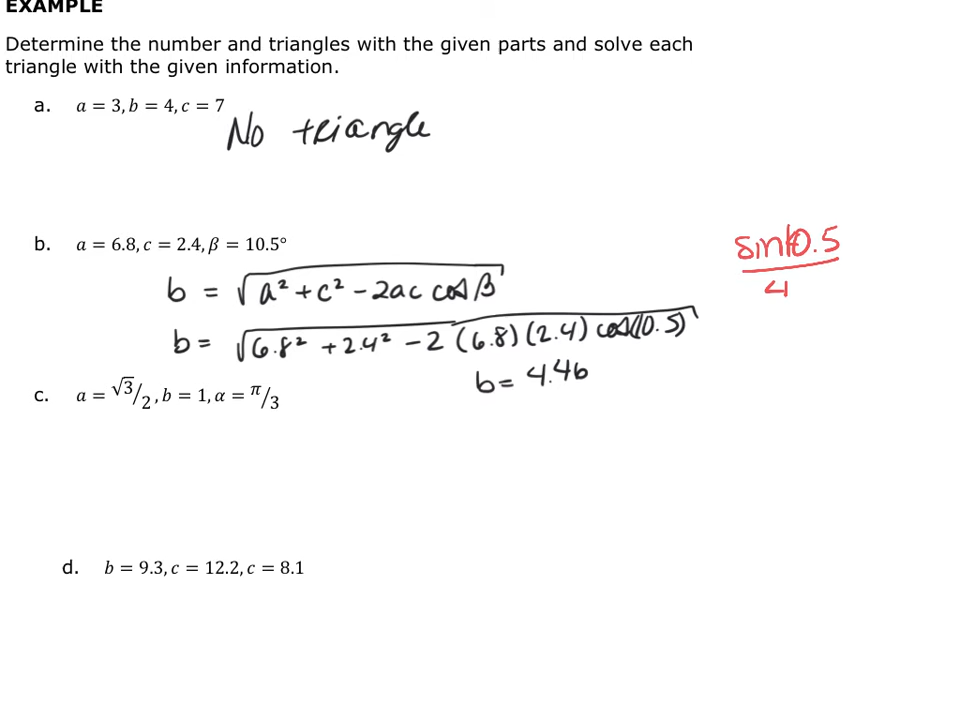 EXAMPLE
Determine the number and triangles with the given parts and solve each
triangle with the given information.
a. a = 3, b = 4, c = 7
No triangle
b. a = 6.8, c = 2.4, β = 10.5°
sin10.5
4
b = √a² + c² - 2ac cos β
b = √6.8² + 2.4² - 2 (6.8) (2.4) cos(10.5)
b = 4.46
c. a = √3/2, b = 1, α = π/3
d. b = 9.3, c = 12.2, c = 8.1